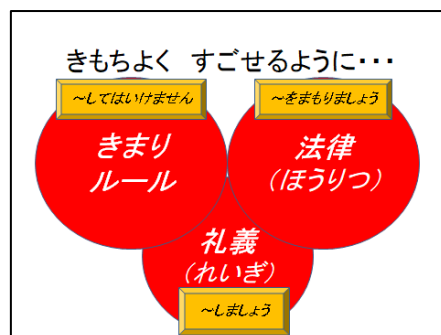 きもちよく　すごせるように・・・
～してはいけません
～をまもりましょう
きまり
ルール
法律
（ほうりつ）
礼義
（れいぎ）
～しましょう